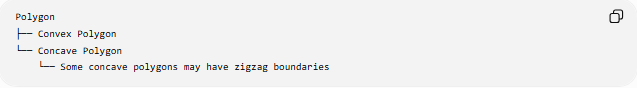 Polygon
├── Convex Polygon
└── Concave Polygon
    └── Some concave polygons may have zigzag boundaries